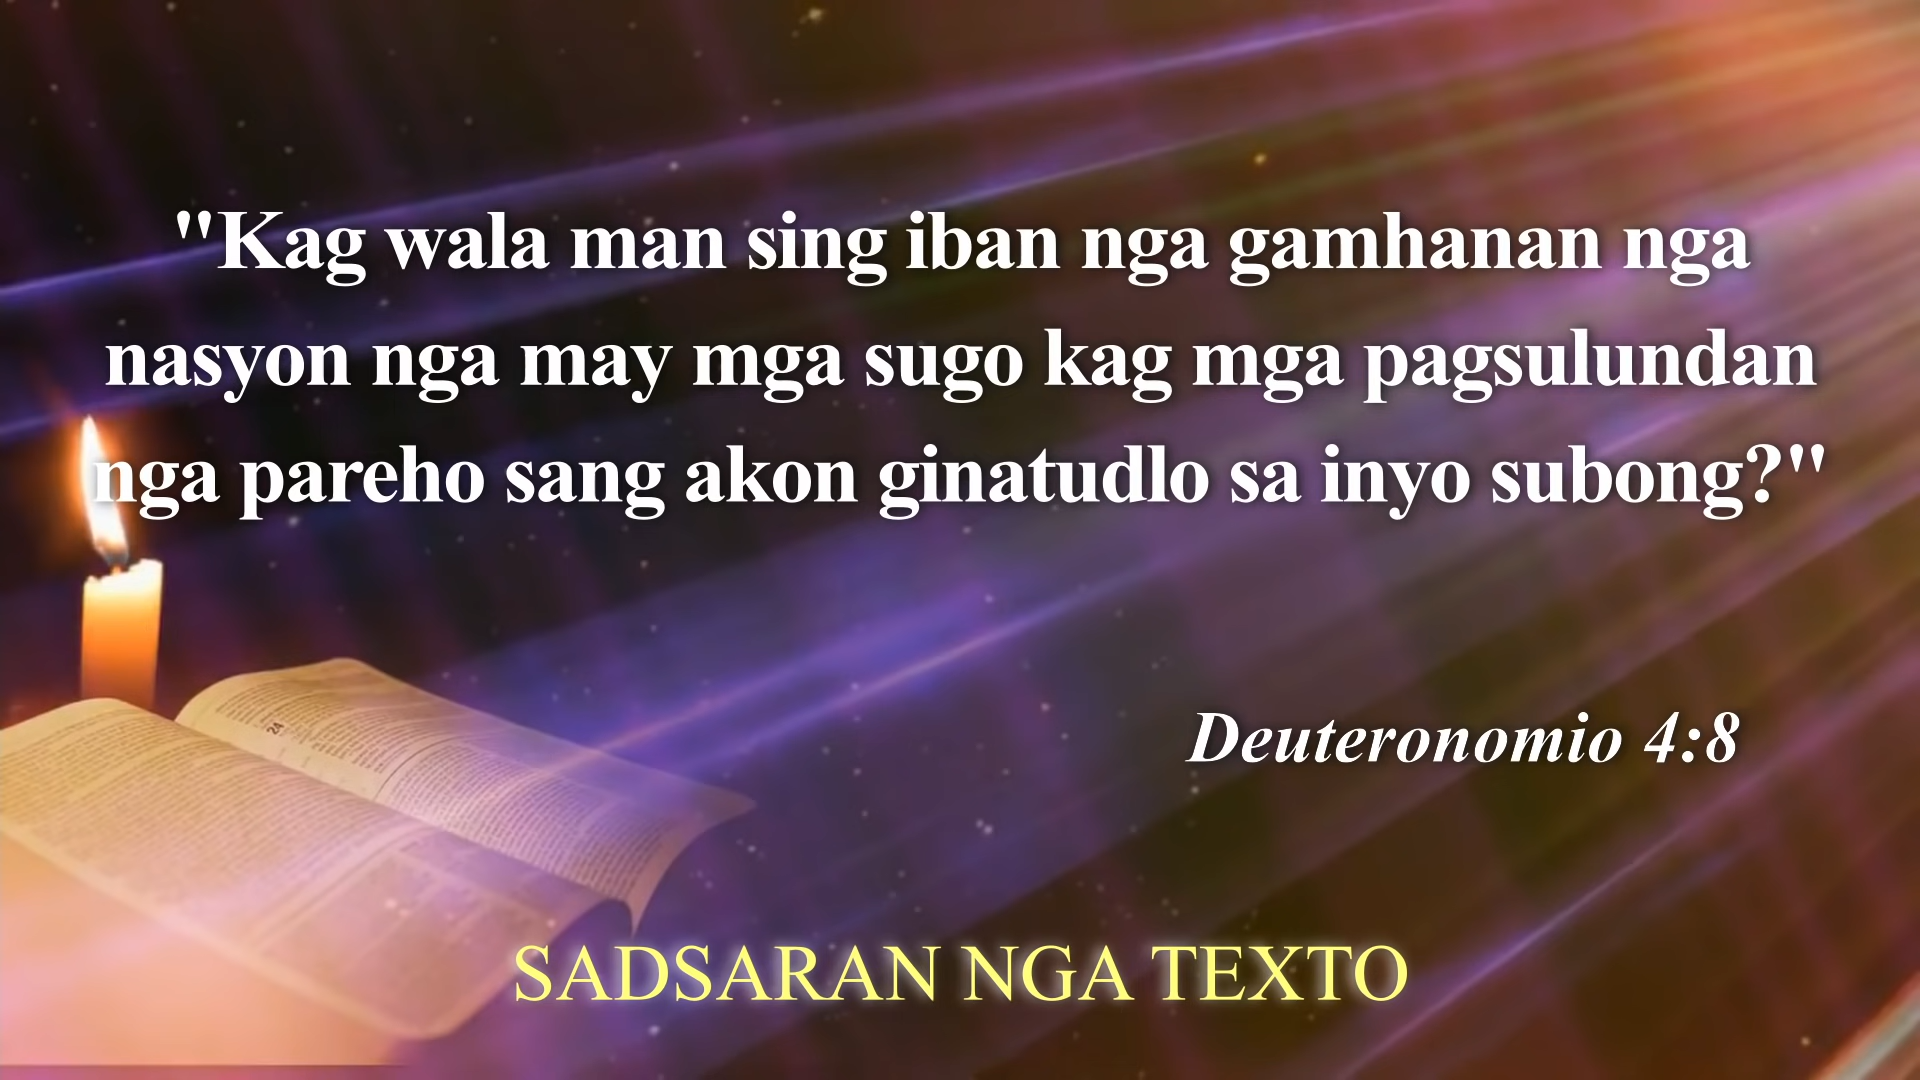 "Kag wala man sing iban nga gamhanan nga
nasyon nga may mga sugo kag mga pagsulundan
nga pareho sang akon ginatudlo sa inyo subong?"
Deuteronomio 4:8
SADSARAN NGA TEXTO